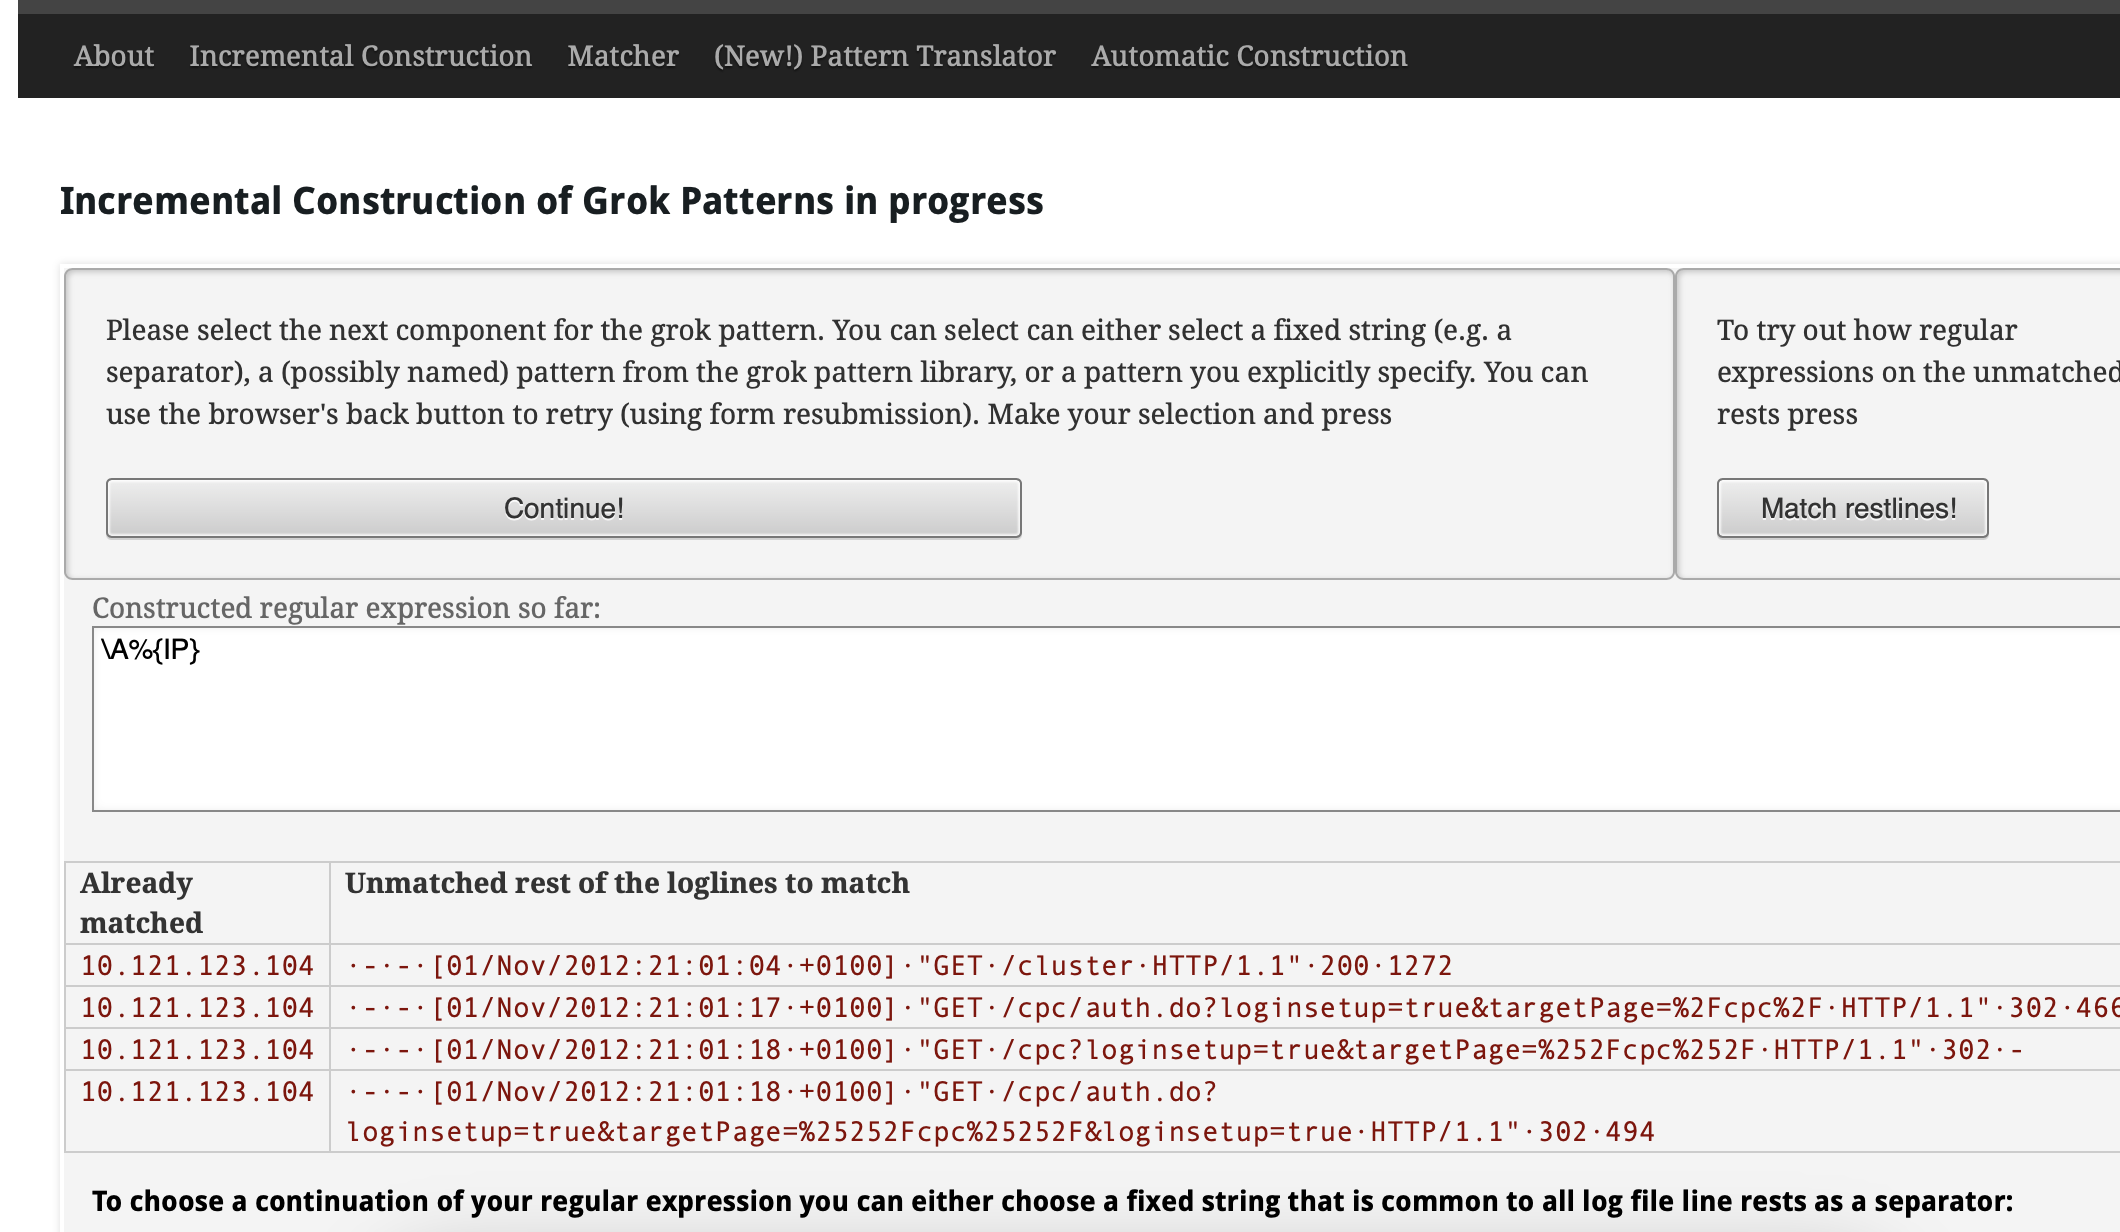 About Incremental Construction Matcher (New!) Pattern Translator Automatic Construction
Incremental Construction of Grok Patterns in progress
Please select the next component for the grok pattern. You can select can either select a fixed string (e.g. a
separator), a (possibly named) pattern from the grok pattern library, or a pattern you explicitly specify. You can
use the browser's back button to retry (using form resubmission). Make your selection and press
Continue!
To try out how regular
expressions on the unmatched
rests press
Match restlines!
Constructed regular expression so far:
\A%{IP}
Already
matched
Unmatched rest of the loglines to match
10.121.123.104 ·-·-·[01/Nov/2012:21:01:04·+0100]·"GET·/cluster·HTTP/1.1"·200·1272
10.121.123.104 ·-·-·[01/Nov/2012:21:01:17·+0100]·"GET·/cpc/auth.do?loginsetup=true&targetPage=%2Fcpc%2F·HTTP/1.1"·302·466
10.121.123.104 ·-·-·[01/Nov/2012:21:01:18·+0100]·"GET·/cpc?loginsetup=true&targetPage=%252Fcpc%252F·HTTP/1.1"·302·-
10.121.123.104 ·-·-·[01/Nov/2012:21:01:18·+0100]·"GET·/cpc/auth.do?
loginsetup=true&targetPage=%25252Fcpc%25252F&loginsetup=true·HTTP/1.1"·302·494
To choose a continuation of your regular expression you can either choose a fixed string that is common to all log file line rests as a separator: